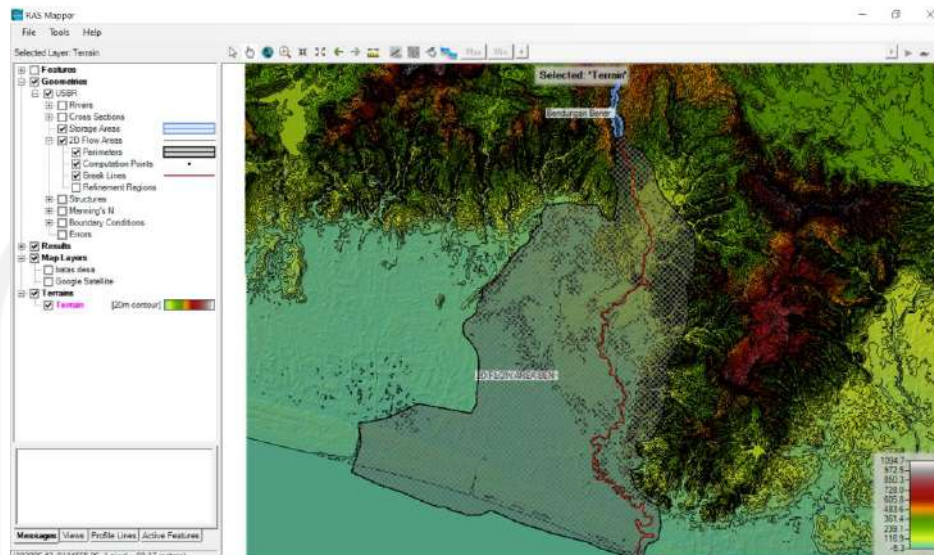 RAS Mapper
File Tools Help
Selected Layer: Terrain
Max Min
Features
Geometries
USBR
Rivers
Cross Sections
Storage Areas
2D Flow Areas
Perimeters
Computation Points
Break Lines
Refinement Regions
Structures
Manning's N
Boundary Conditions
Errors
Results
Map Layers
batas desa
Google Satellite
Terrains
Terrain [20m contour]
Selected: 'Terrain'
Bendungan Bener
1094.7
972.5
850.3
728.0
605.8
483.6
361.4
239.1
116.9
Messages Views Profile Lines Active Features